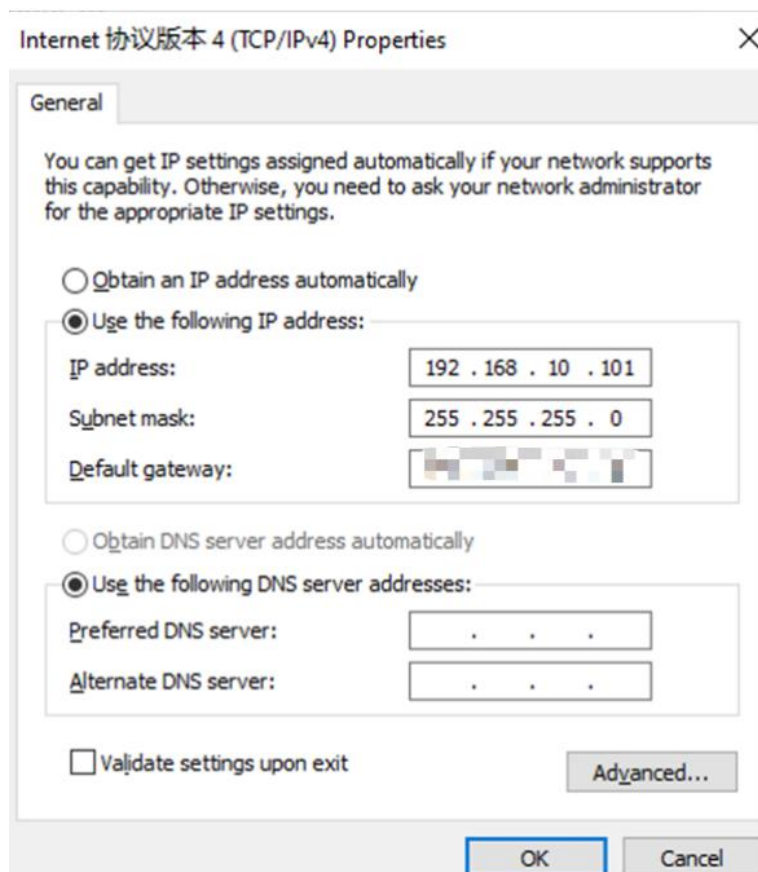 Internet 协议版本 4 (TCP/IPv4) Properties
General
You can get IP settings assigned automatically if your network supports
this capability. Otherwise, you need to ask your network administrator
for the appropriate IP settings.
Obtain an IP address automatically
Use the following IP address:
IP address: 192 . 168 . 10 . 101
Subnet mask: 255 . 255 . 255 . 0
Default gateway:
Obtain DNS server address automatically
Use the following DNS server addresses:
Preferred DNS server: . . .
Alternate DNS server: . . .
Validate settings upon exit
Advanced...
OK Cancel